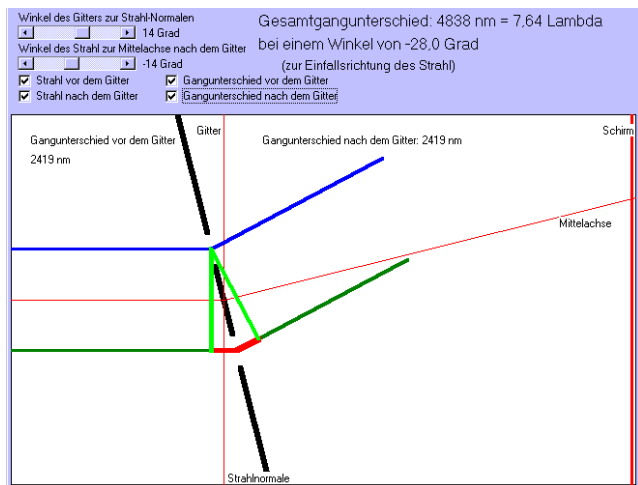 Winkel des Gitters zur Strahl-Normalen
14 Grad
Winkel des Strahl zur Mittelachse nach dem Gitter
-14 Grad
Strahl vor dem Gitter
Gangunterschied vor dem Gitter
Strahl nach dem Gitter
Gangunterschied nach dem Gitter
Gesamtgangunterschied: 4838 nm = 7,64 Lambda
bei einem Winkel von -28,0 Grad
(zur Einfallsrichtung des Strahl)
Gangunterschied vor dem Gitter
2419 nm
Gitter
Gangunterschied nach dem Gitter: 2419 nm
Schirm
Mittelachse
Strahlnormale